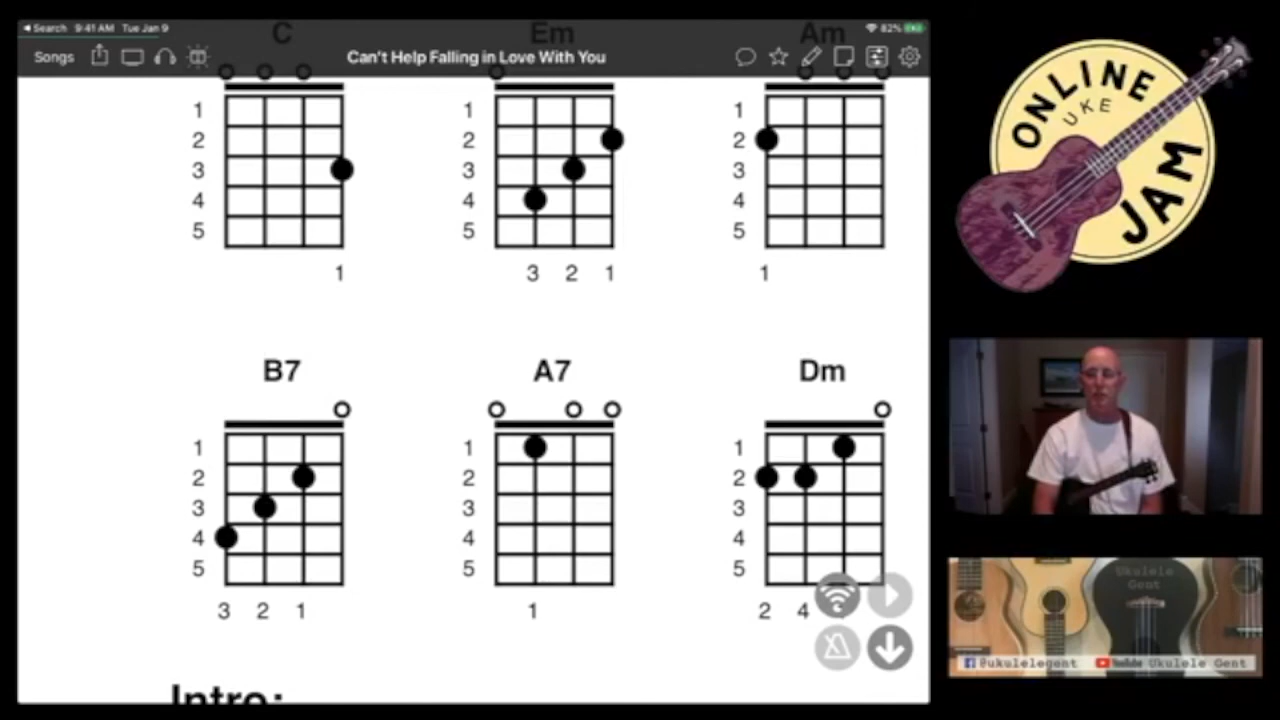 Search 9:41 AM Tue Jan 9
82%
Songs
Can't Help Falling in Love With You
C Em Am
1 1 1
2 2 2
3 3 3
4 4 4
5 5 5
1 3 2 1 1
B7 A7 Dm
1 1 1
2 2 2
3 3 3
4 4 4
5 5 5
3 2 1 1 2 4
Intro:
ONLINE
UKE
JAM
Ukulele
Gent
@ukulelegent YouTube Ukulele Gent